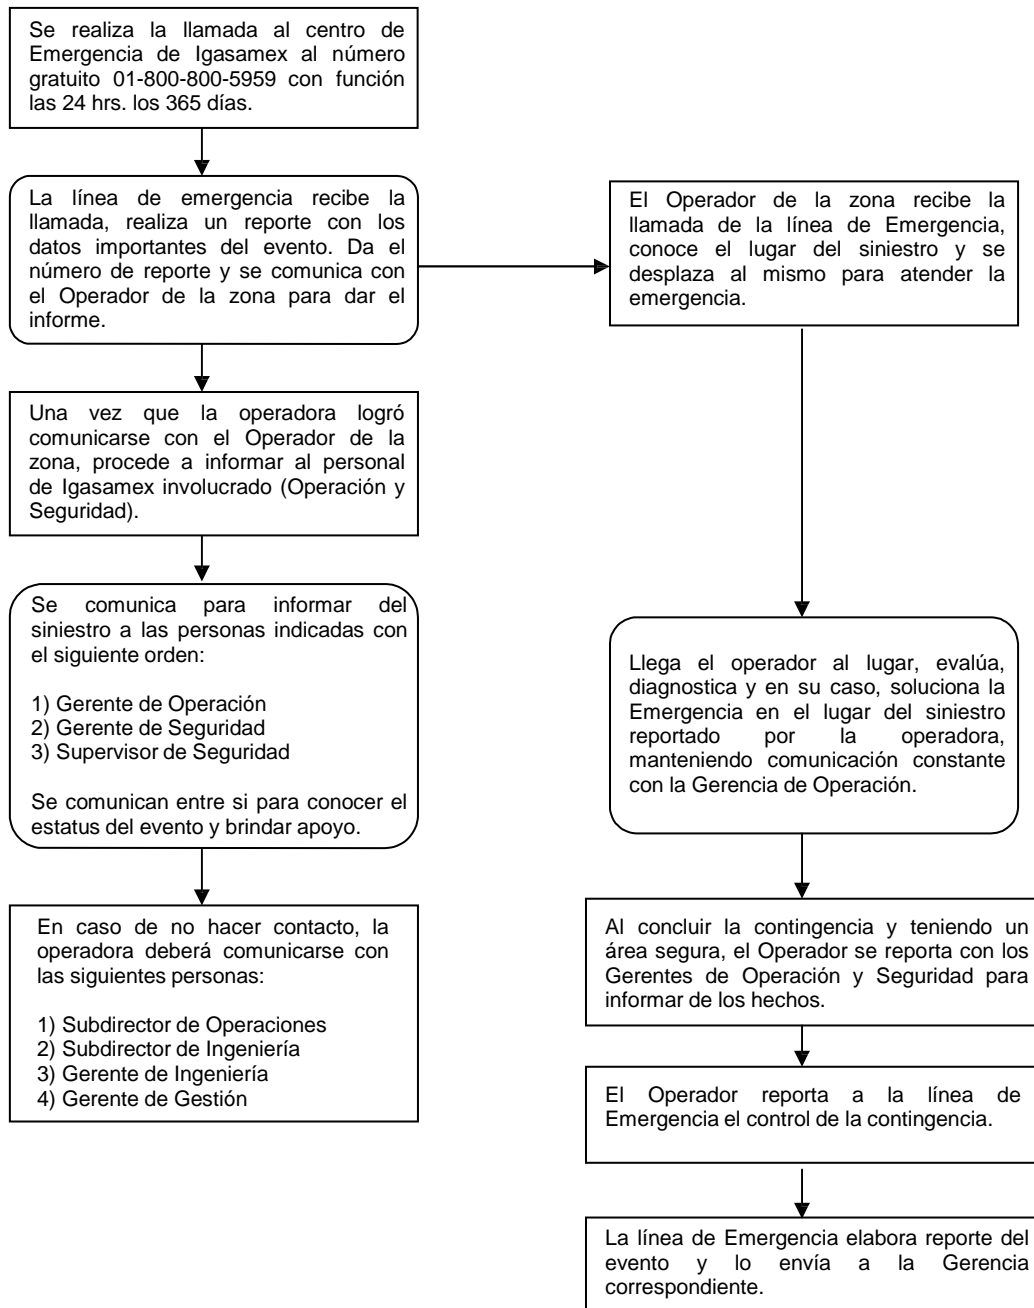 Se realiza la llamada al centro de
Emergencia de Igasamex al número
gratuito 01-800-800-5959 con función
las 24 hrs. los 365 días.
La línea de emergencia recibe la
llamada, realiza un reporte con los
datos importantes del evento. Da el
número de reporte y se comunica con
el Operador de la zona para dar el
informe.
Una vez que la operadora logró
comunicarse con el Operador de la
zona, procede a informar al personal
de Igasamex involucrado (Operación y
Seguridad).
Se comunica para informar del
siniestro a las personas indicadas con
el siguiente orden:
1) Gerente de Operación
2) Gerente de Seguridad
3) Supervisor de Seguridad
Se comunican entre si para conocer el
estatus del evento y brindar apoyo.
En caso de no hacer contacto, la
operadora deberá comunicarse con
las siguientes personas:
1) Subdirector de Operaciones
2) Subdirector de Ingeniería
3) Gerente de Ingeniería
4) Gerente de Gestión
El Operador de la zona recibe la
llamada de la línea de Emergencia,
conoce el lugar del siniestro y se
desplaza al mismo para atender la
emergencia.
Llega el operador al lugar, evalúa,
diagnostica y en su caso, soluciona la
Emergencia en el lugar del siniestro
reportado por la operadora,
manteniendo comunicación constante
con la Gerencia de Operación.
Al concluir la contingencia y teniendo un
área segura, el Operador se reporta con los
Gerentes de Operación y Seguridad para
informar de los hechos.
El Operador reporta a la línea de
Emergencia el control de la contingencia.
La línea de Emergencia elabora reporte del
evento y lo envía a la Gerencia
correspondiente.